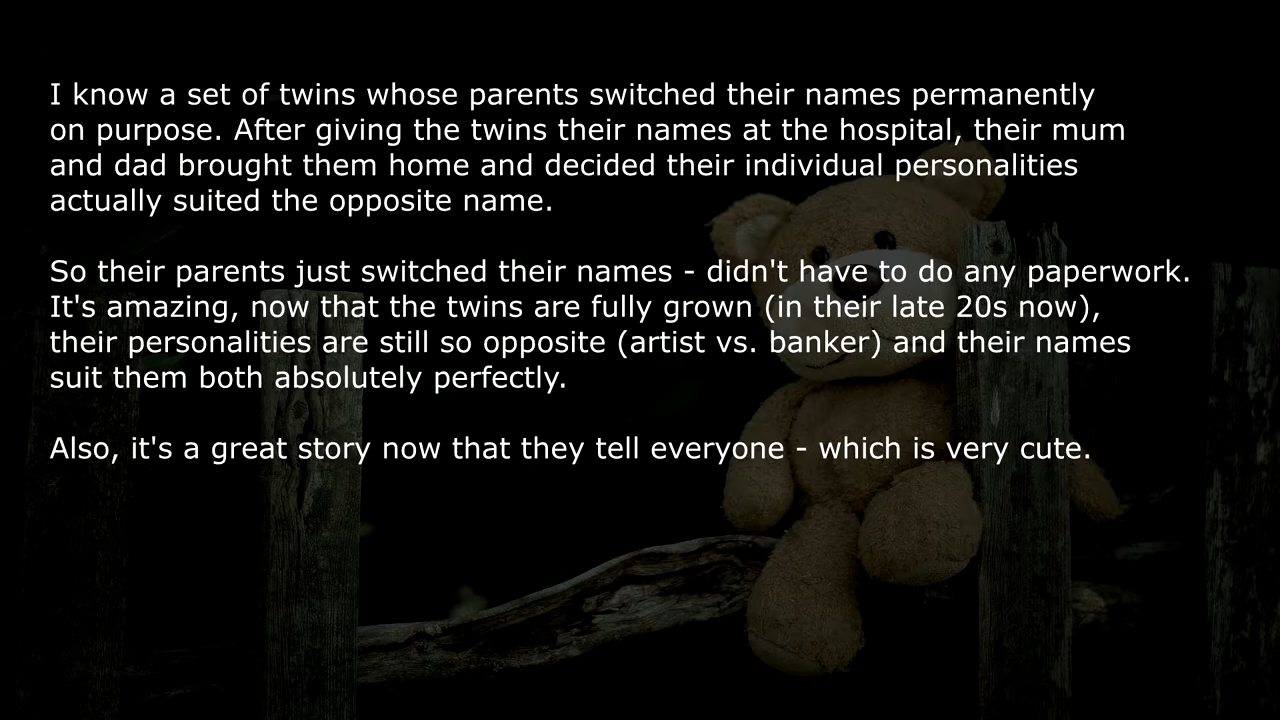 I know a set of twins whose parents switched their names permanently
on purpose. After giving the twins their names at the hospital, their mum
and dad brought them home and decided their individual personalities
actually suited the opposite name.
So their parents just switched their names - didn't have to do any paperwork.
It's amazing, now that the twins are fully grown (in their late 20s now),
their personalities are still so opposite (artist vs. banker) and their names
suit them both absolutely perfectly.
Also, it's a great story now that they tell everyone - which is very cute.